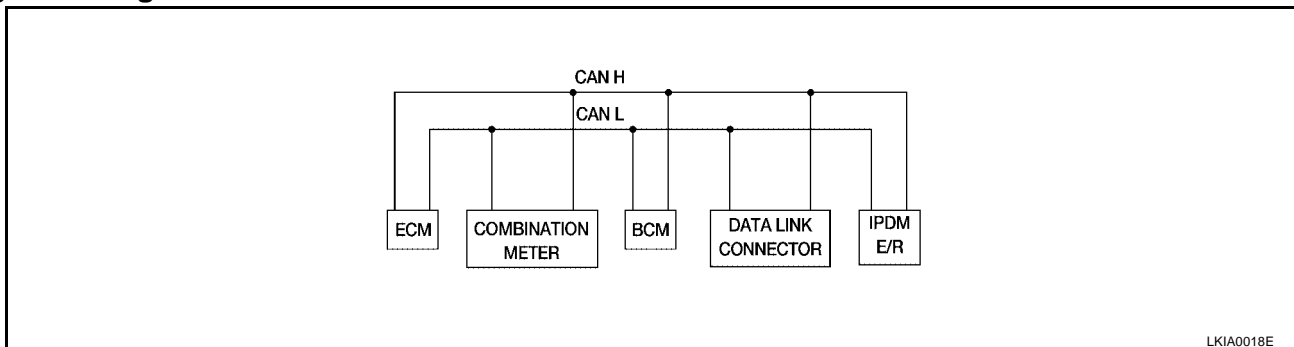 CAN H
CAN L
ECM
COMBINATION
METER
BCM
DATA LINK
CONNECTOR
IPDM
E/R
LKIA0018E